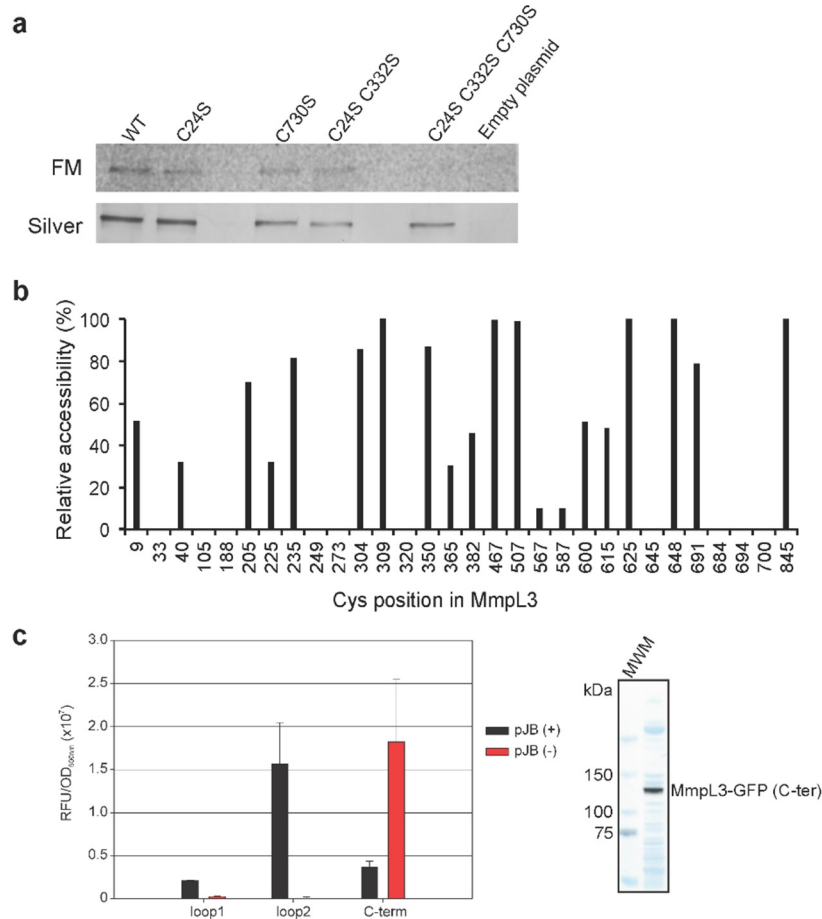 a
WT
C24S
C730S
C24S C332S
C24S C332S C730S
Empty plasmid
FM
Silver
b
Relative accessibility (%)
100
80
60
40
20
0
9 33 40 105 188 205 225 235 249 273 304 309 320 350 365 382 467 507 567 587 600 615 625 645 648 681 684 694 700 845
Cys position in MmpL3
c
RFU/OD600nm (x10^7)
3.0
2.5
2.0
1.5
1.0
0.5
0
loop1 loop2 C-term
pJB (+)
pJB (-)
MWM
kDa
150
100
75
MmpL3-GFP (C-ter)